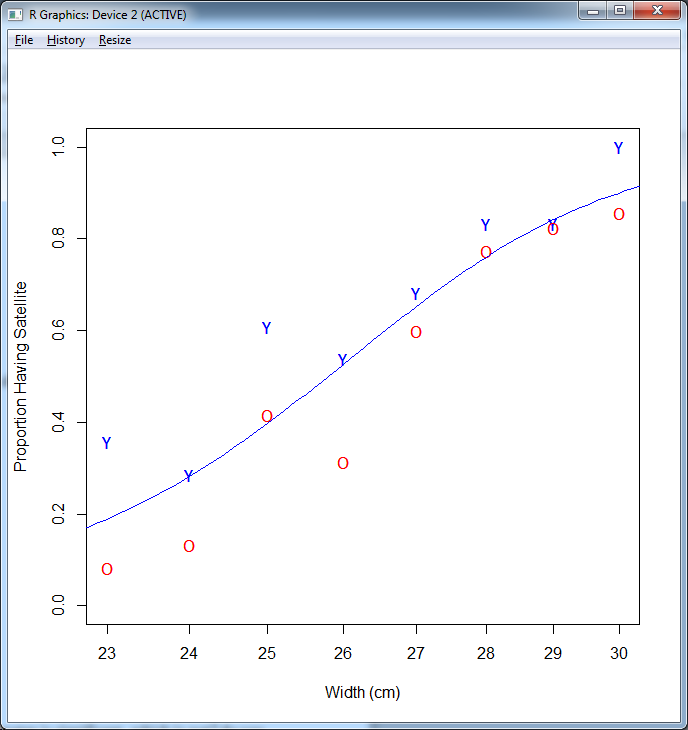 R Graphics: Device 2 (ACTIVE)
File History Resize
1.0
0.8
0.6
0.4
0.2
0.0
Proportion Having Satellite
Y
O
Y
O
Y
O
Y
O
Y
O
Y
O
Y
O
Y
O
23 24 25 26 27 28 29 30
Width (cm)